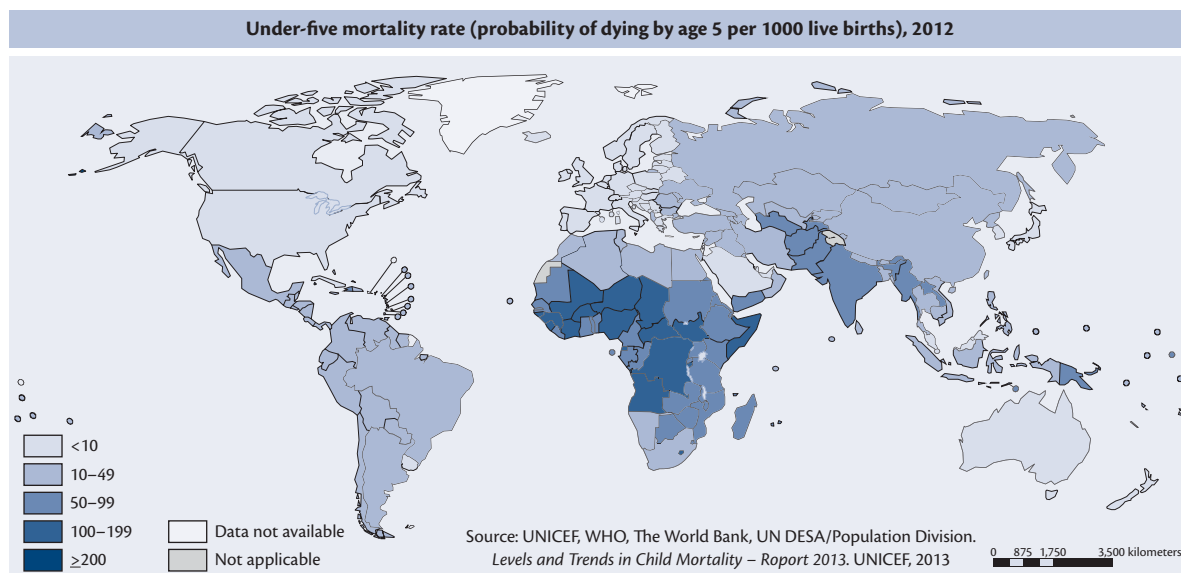 Under-five mortality rate (probability of dying by age 5 per 1000 live births), 2012
<10
10–49
50–99
100–199
≥200
Data not available
Not applicable
Source: UNICEF, WHO, The World Bank, UN DESA/Population Division.
Levels and Trends in Child Mortality – Roport 2013. UNICEF, 2013
0 875 1,750 3,500 kilometers